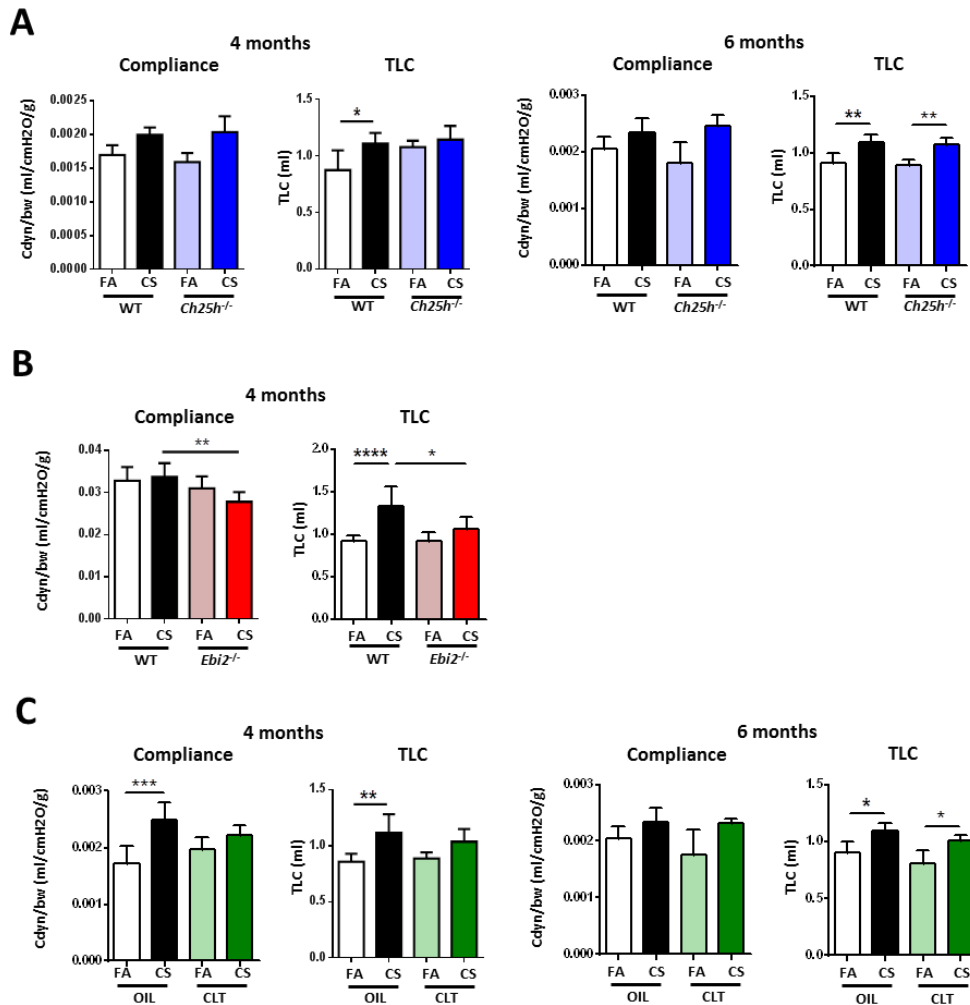 A
4 months
6 months
Compliance
TLC
Compliance
TLC
Cdyn/bw (ml/cmH2O/g)
0.0025
0.0020
0.0015
0.0010
0.0005
0.0000
FA CS FA CS
WT Ch25h-/-
TLC (ml)
1.5
1.0
0.5
0.0
*
FA CS FA CS
WT Ch25h-/-
Cdyn/bw (ml/cmH2O/g)
0.003
0.002
0.001
0.000
FA CS FA CS
WT Ch25h-/-
TLC (ml)
1.5
1.0
0.5
0.0
** **
FA CS FA CS
WT Ch25h-/-
B
4 months
Compliance
TLC
Cdyn/bw (ml/cmH2O/g)
0.04
0.03
0.02
0.01
0.00
**
FA CS FA CS
WT Ebi2-/-
TLC (ml)
2.0
1.5
1.0
0.5
0.0
**** *
FA CS FA CS
WT Ebi2-/-
C
4 months
6 months
Compliance
TLC
Compliance
TLC
Cdyn/bw (ml/cmH2O/g)
0.003
0.002
0.001
0.000
***
FA CS FA CS
OIL CLT
TLC (ml)
1.5
1.0
0.5
0.0
**
FA CS FA CS
OIL CLT
Cdyn/bw (ml/cmH2O/g)
0.003
0.002
0.001
0.000
FA CS FA CS
OIL CLT
TLC (ml)
1.5
1.0
0.5
0.0
* *
FA CS FA CS
OIL CLT